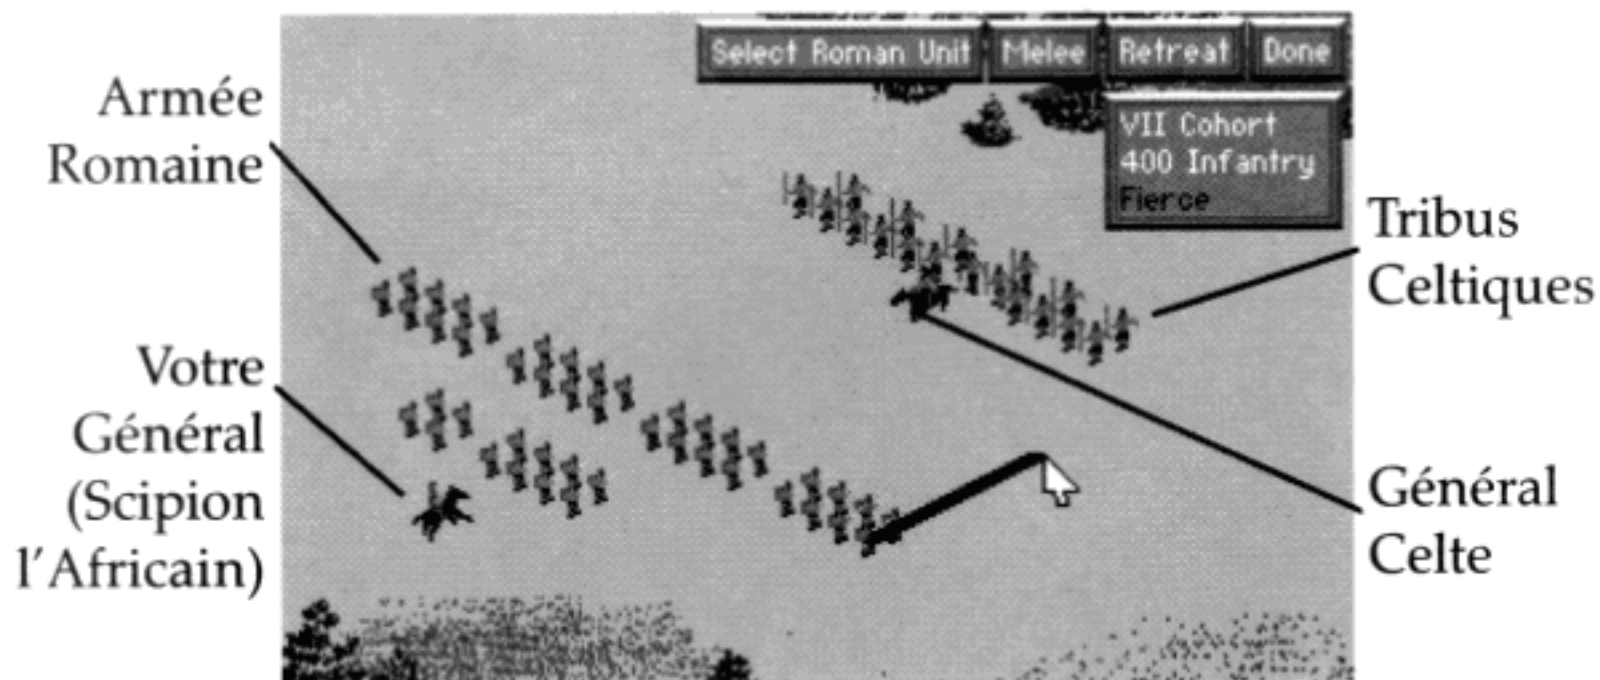 Armée
Romaine
Votre
Général
(Scipion
l'Africain)
Select Roman Unit Melee Retreat Done
VII Cohort
400 Infantry
Fierce
Tribus
Celtiques
Général
Celte